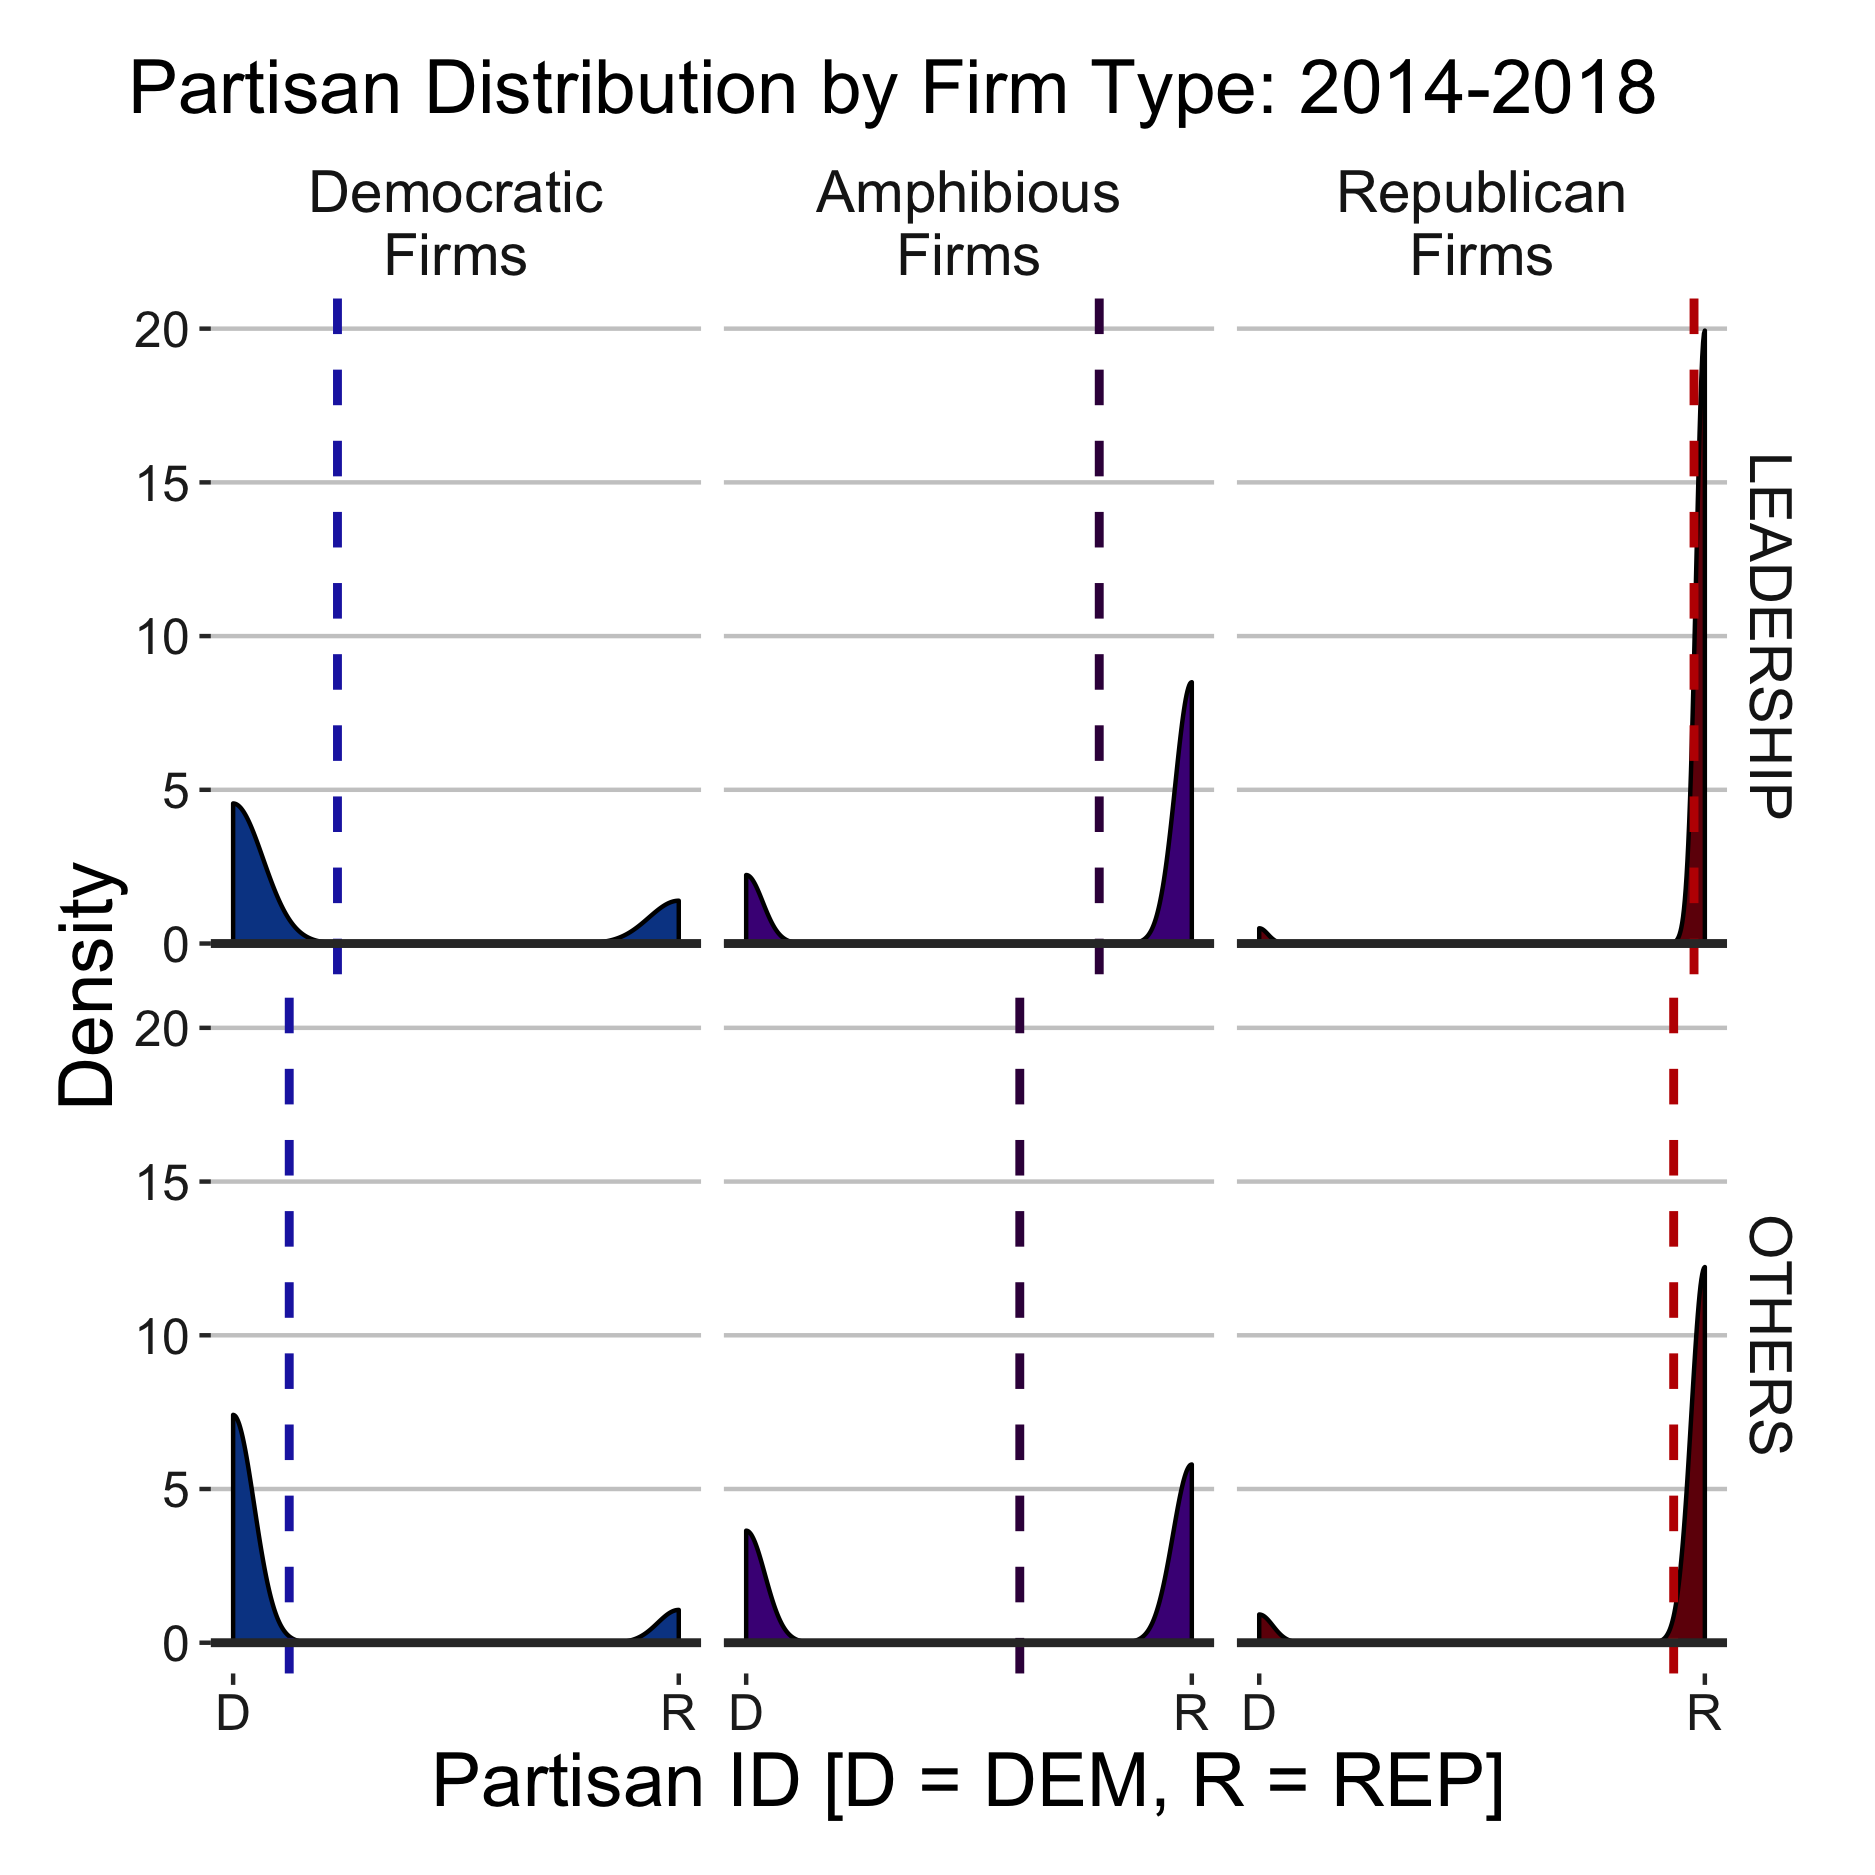 Partisan Distribution by Firm Type: 2014-2018
Democratic
Firms
Amphibious
Firms
Republican
Firms
20
15
10
5
0
LEADERSHIP
Density
20
15
10
5
0
OTHERS
D R D R D R
Partisan ID [D = DEM, R = REP]